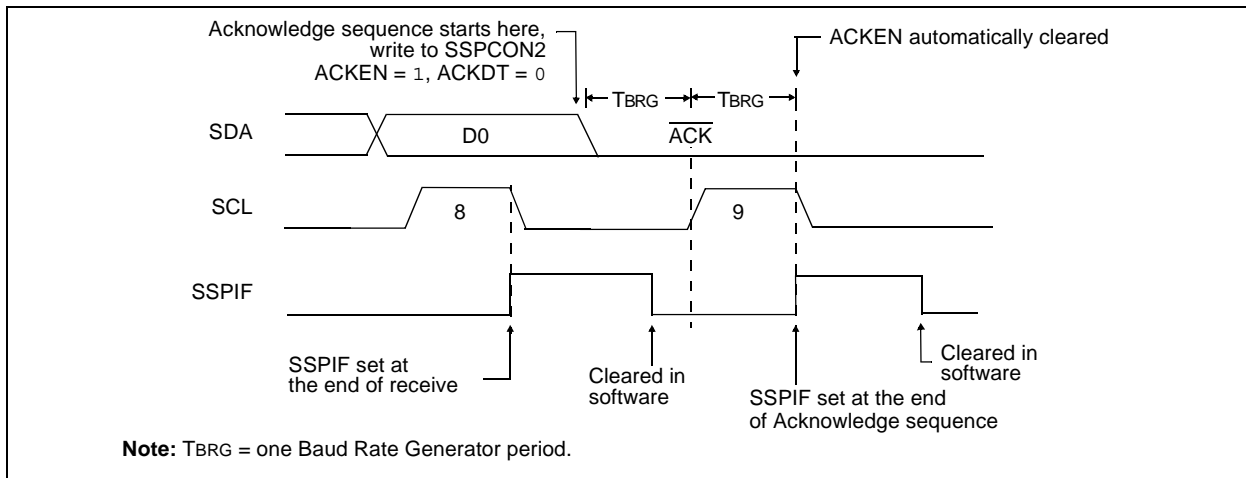 Acknowledge sequence starts here,
write to SSPCON2
ACKEN = 1, ACKDT = 0
ACKEN automatically cleared
TBRG
TBRG
SDA
D0
ACK
SCL
8
9
SSPIF
SSPIF set at
the end of receive
Cleared in
software
SSPIF set at the end
of Acknowledge sequence
Cleared in
software
Note: TBRG = one Baud Rate Generator period.